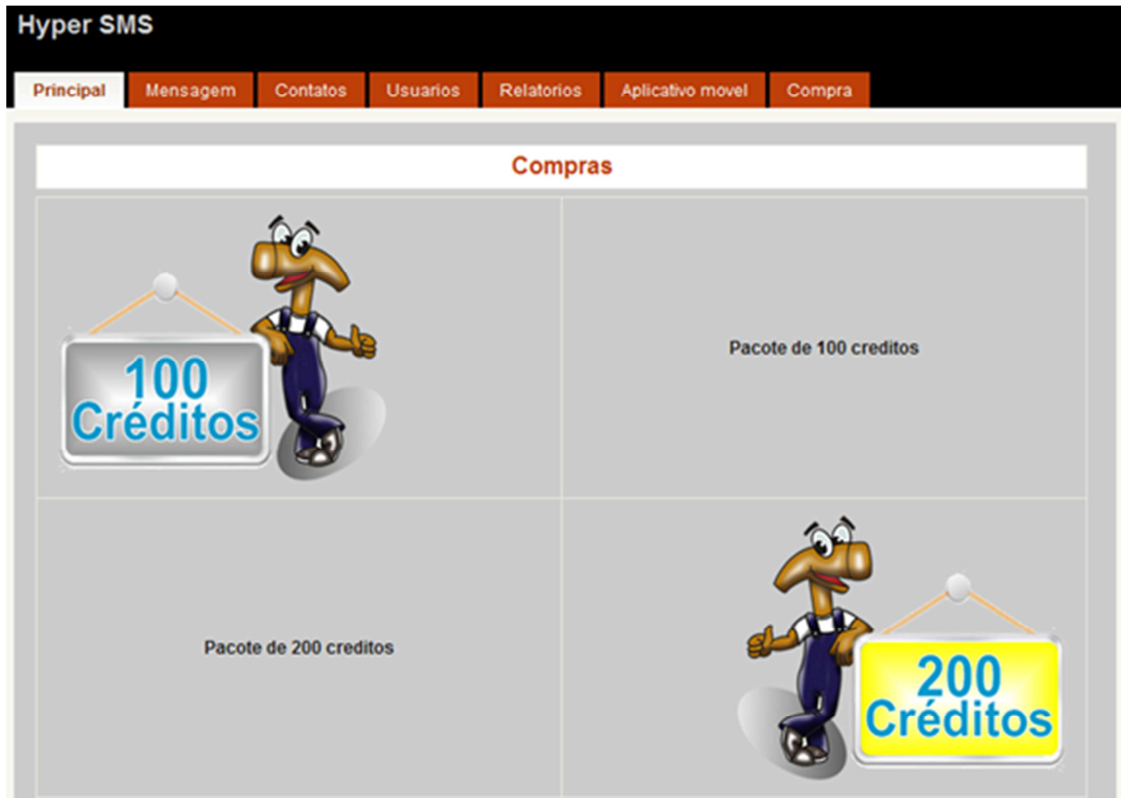 Hyper SMS
Principal Mensagem Contatos Usuarios Relatorios Aplicativo movel Compra
Compras
100
Créditos
Pacote de 100 creditos
Pacote de 200 creditos
200
Créditos